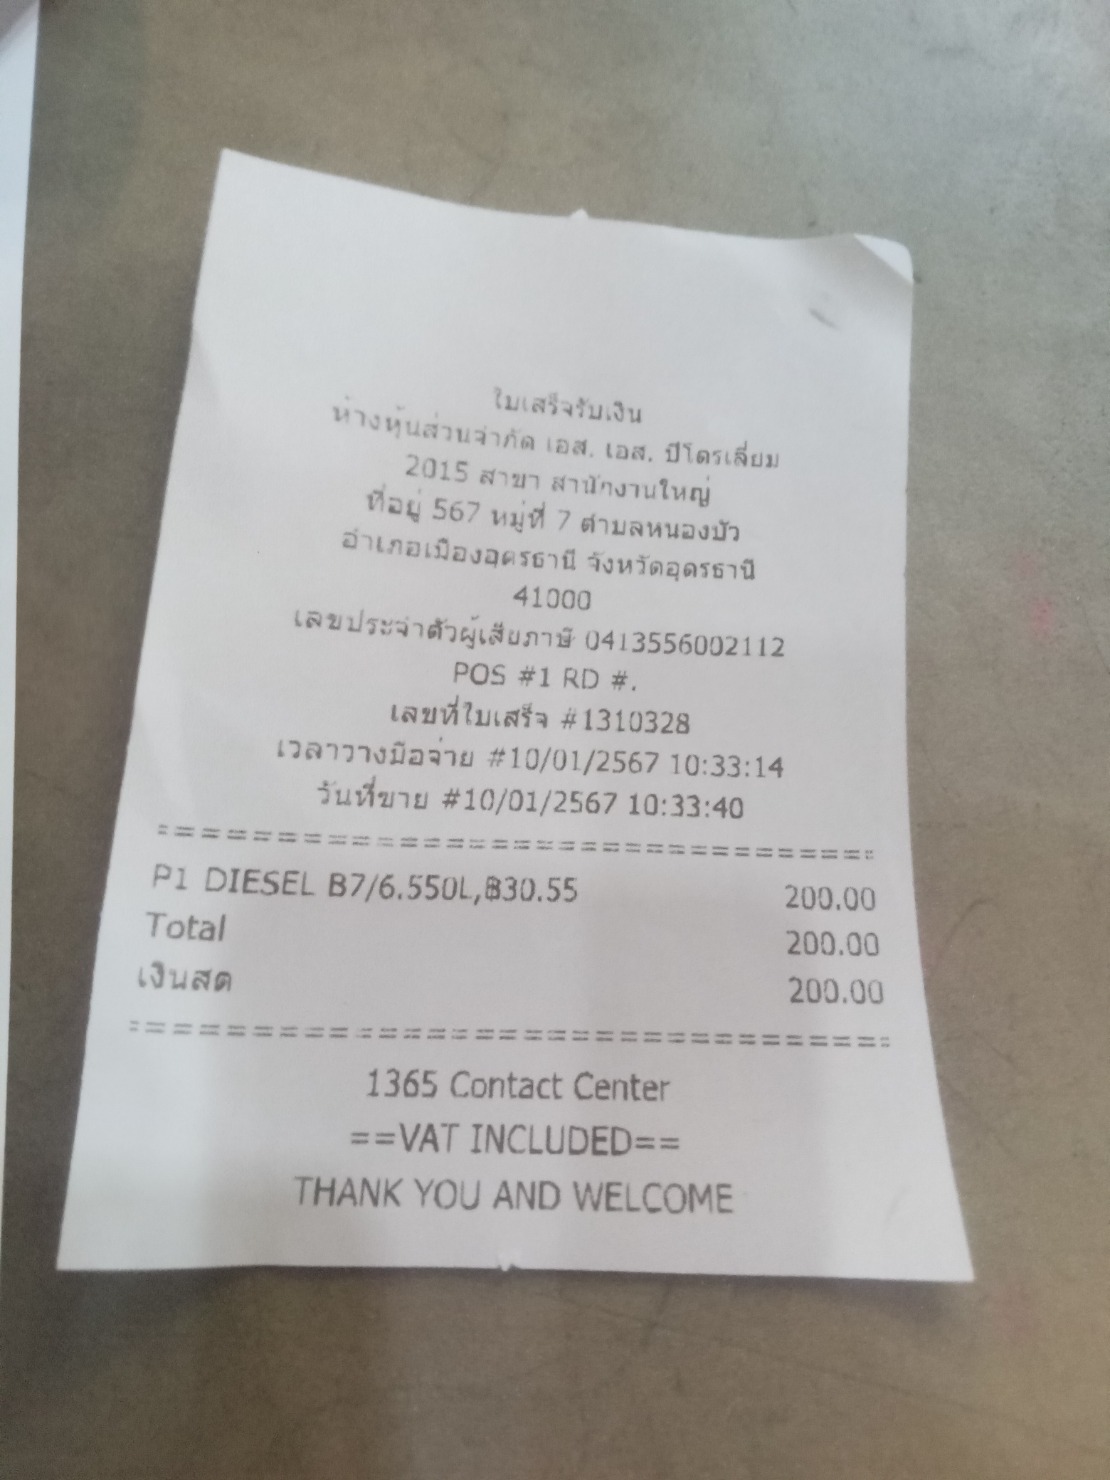 ใบเสร็จรับเงิน
ห้างหุ้นส่วนจำกัด เอส. เอส. ปิโตรเลี่ยม
2015 สาขา สานักงานใหญ่
ที่อยู่ 567 หมู่ที่ 7 ตำบลหนองบัว
อำเภอเมืองอุดรธานี จังหวัดอุดรธานี
41000
เลขประจำตัวผู้เสียภาษี 0413556002112
POS #1 RD #.
เลขที่ใบเสร็จ #1310328
เวลาวางมือจ่าย #10/01/2567 10:33:14
วันที่ขาย #10/01/2567 10:33:40
==============================
P1 DIESEL B7/6.550L,฿30.55 200.00
Total 200.00
เงินสด 200.00
==============================
1365 Contact Center
==VAT INCLUDED==
THANK YOU AND WELCOME